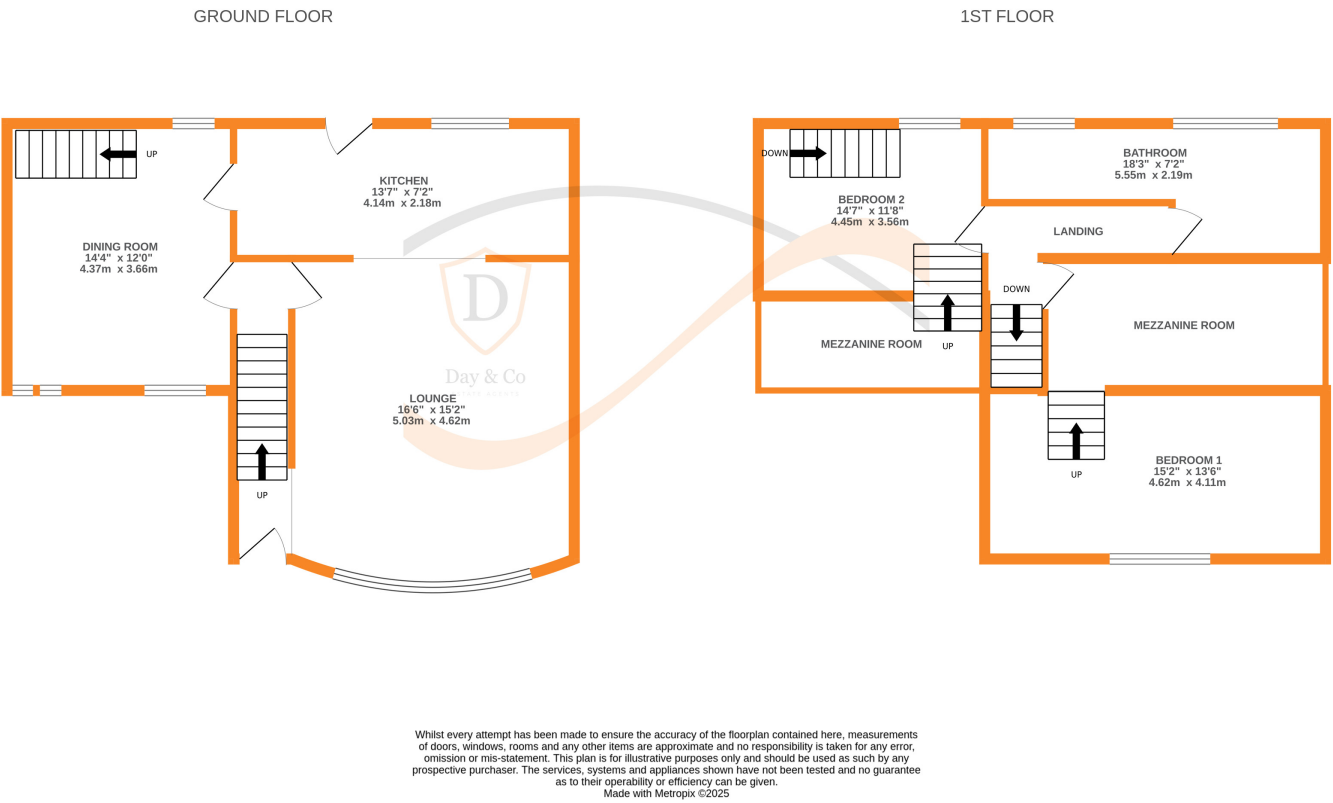 GROUND FLOOR
1ST FLOOR
UP
KITCHEN
13'7" x 7'2"
4.14m x 2.18m
DINING ROOM
14'4" x 12'0"
4.37m x 3.66m
D
Day & Co
LOUNGE
16'6" x 15'2"
5.03m x 4.62m
UP
DOWN
BEDROOM 2
14'7" x 11'8"
4.45m x 3.56m
BATHROOM
18'3" x 7'2"
5.55m x 2.19m
LANDING
DOWN
MEZZANINE ROOM
UP
MEZZANINE ROOM
BEDROOM 1
15'2" x 13'6"
4.62m x 4.11m
UP
Whilst every attempt has been made to ensure the accuracy of the floorplan contained here, measurements
of doors, windows, rooms and any other items are approximate and no responsibility is taken for any error,
omission or mis-statement. This plan is for illustrative purposes only and should be used as such by any
prospective purchaser. The services, systems and appliances shown have not been tested and no guarantee
as to their operability or efficiency can be given.
Made with Metropix ©2025